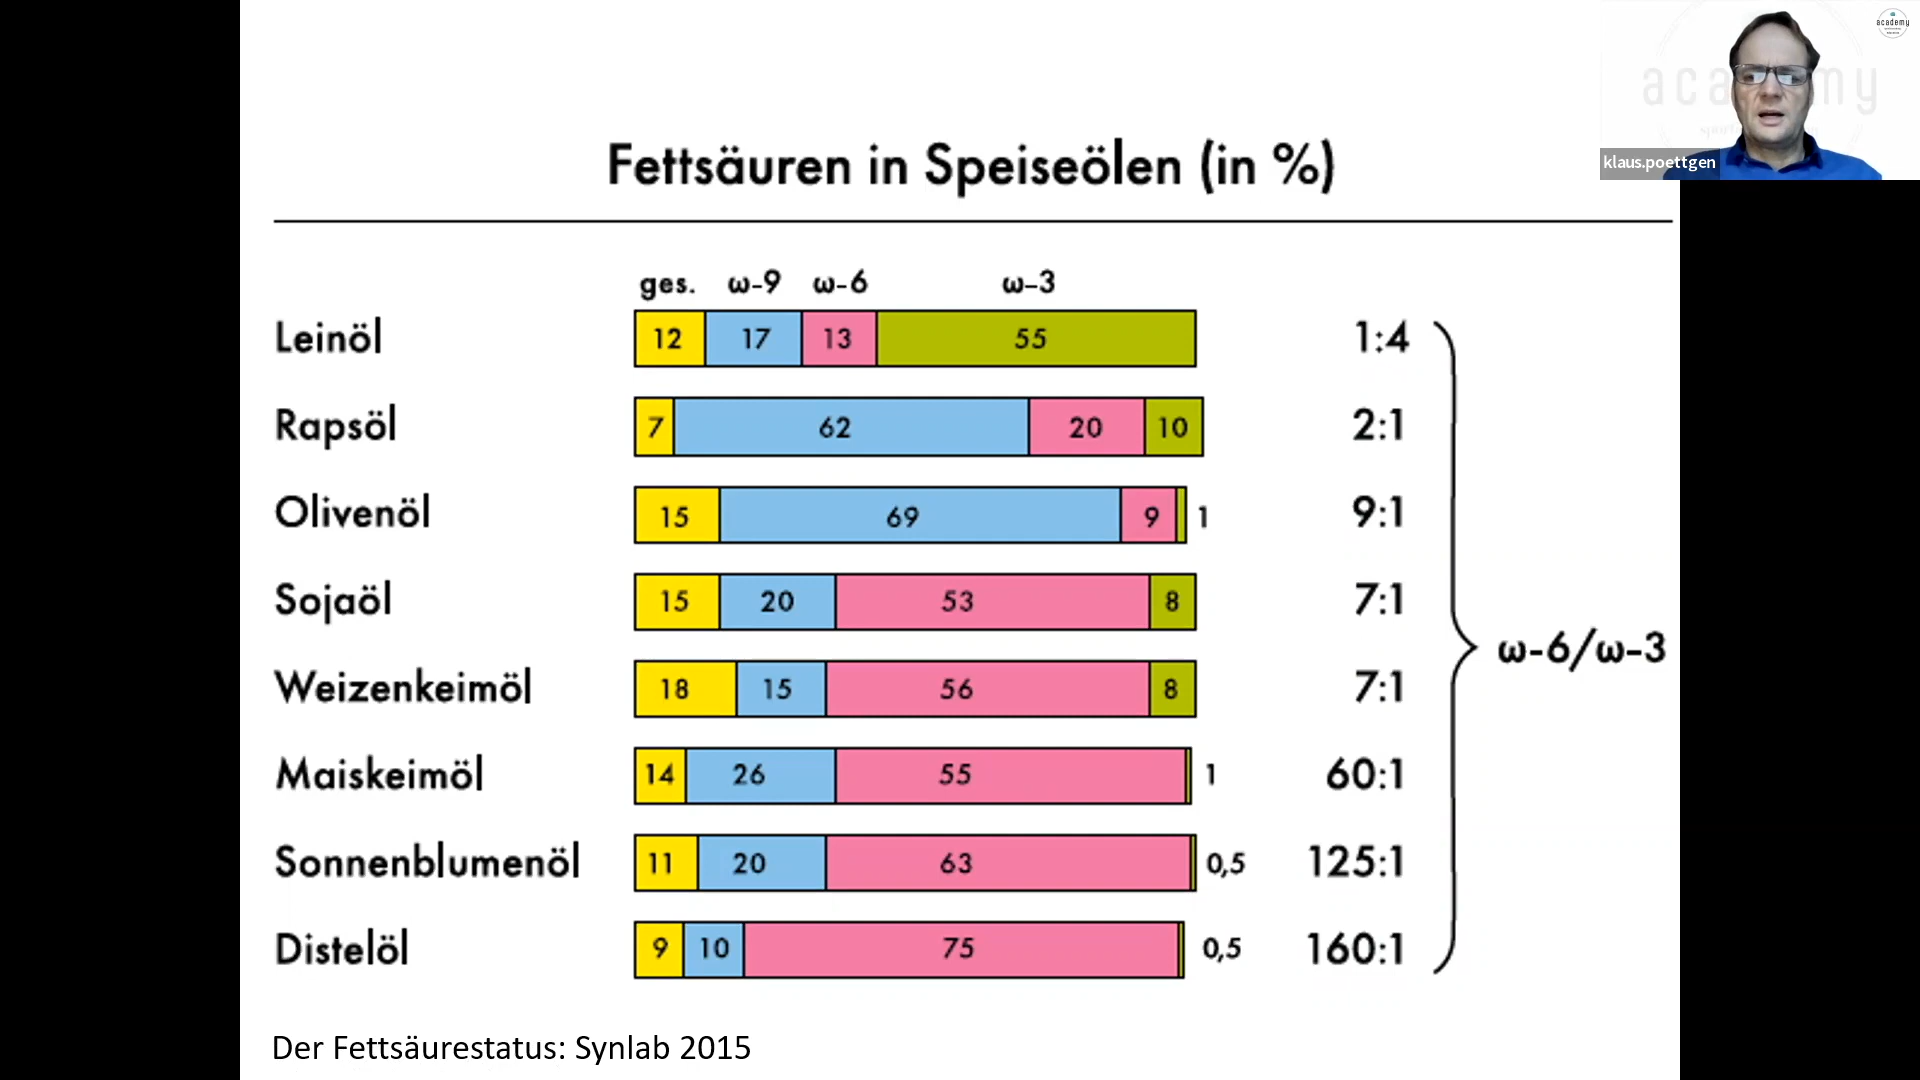 academy
academy
klaus.poettgen
Fettsäuren in Speiseölen (in %)
ges. ω-9 ω-6 ω-3
Leinöl 12 17 13 55 1:4
Rapsöl 7 62 20 10 2:1
Olivenöl 15 69 9 1 9:1
Sojaöl 15 20 53 8 7:1
ω-6/ω-3
Weizenkeimöl 18 15 56 8 7:1
Maiskeimöl 14 26 55 1 60:1
Sonnenblumenöl 11 20 63 0,5 125:1
Distelöl 9 10 75 0,5 160:1
Der Fettsäurestatus: Synlab 2015